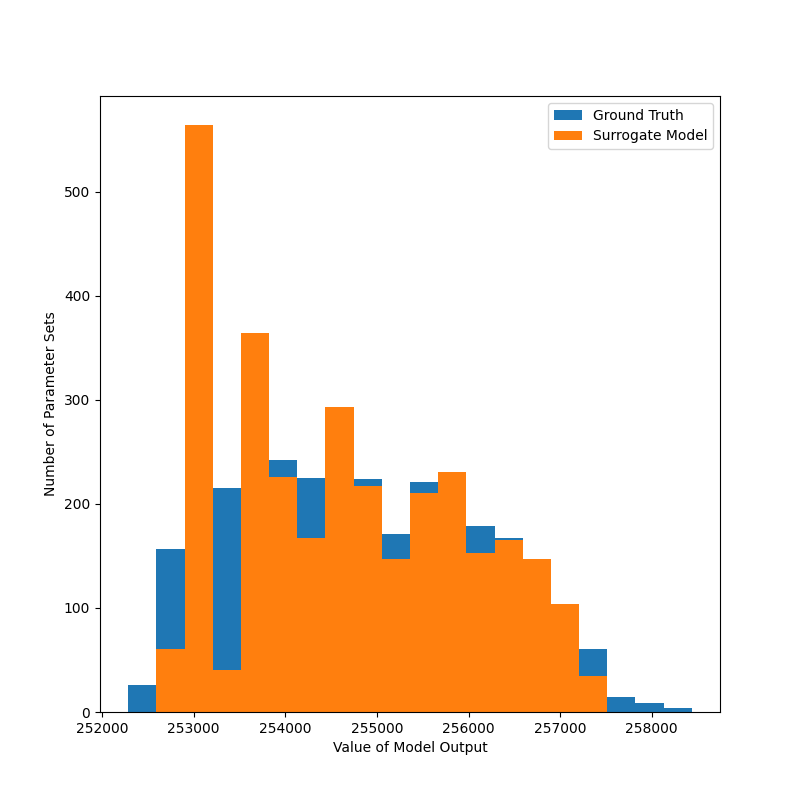 Ground Truth
Surrogate Model
500
400
300
200
100
0
Number of Parameter Sets
252000 253000 254000 255000 256000 257000 258000
Value of Model Output